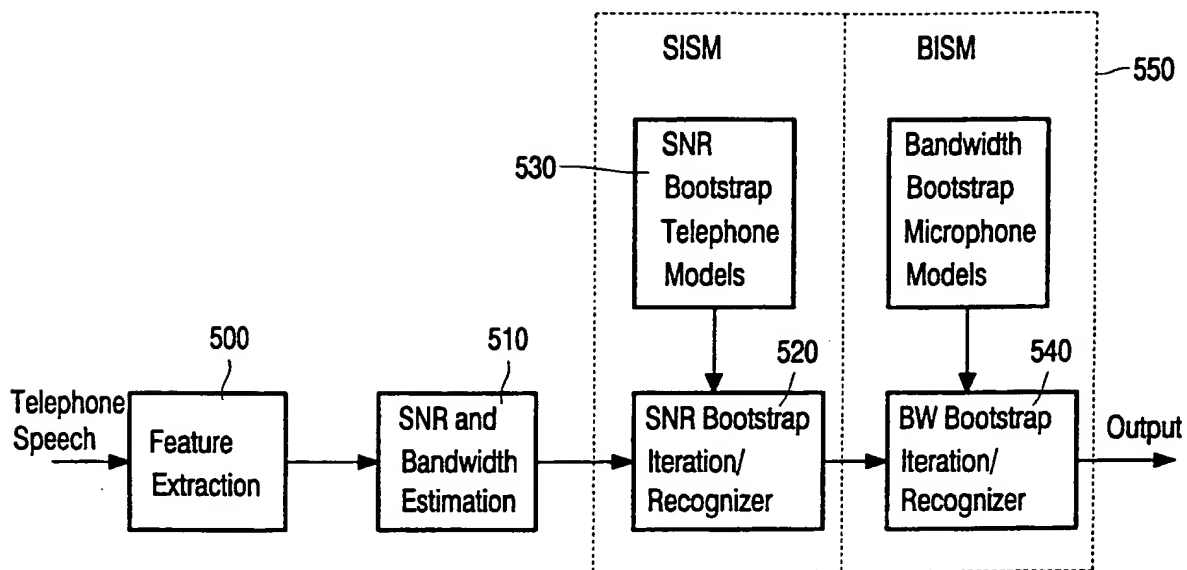 SISM
BISM
550
530
SNR
Bootstrap
Telephone
Models
Bandwidth
Bootstrap
Microphone
Models
500
510
520
540
Telephone
Speech
Feature
Extraction
SNR and
Bandwidth
Estimation
SNR Bootstrap
Iteration/
Recognizer
BW Bootstrap
Iteration/
Recognizer
Output